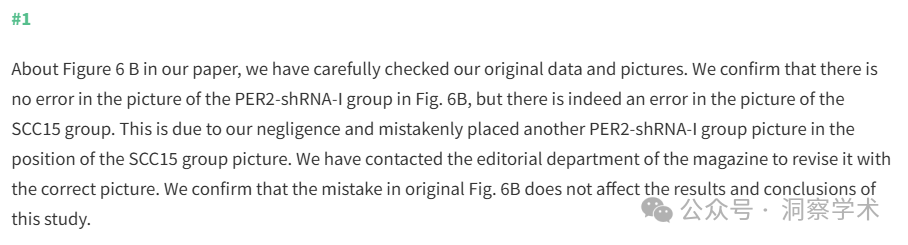 #1
About Figure 6 B in our paper, we have carefully checked our original data and pictures. We confirm that there is
no error in the picture of the PER2-shRNA-I group in Fig. 6B, but there is indeed an error in the picture of the
SCC15 group. This is due to our negligence and mistakenly placed another PER2-shRNA-I group picture in the
position of the SCC15 group picture. We have contacted the editorial department of the magazine to revise it with
the correct picture. We confirm that the mistake in original Fig. 6B does not affect the results and conclusions of
this study.
公众号 · 洞察学术